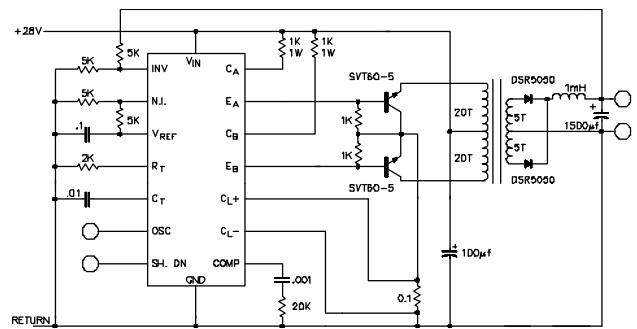 +28V
5K
1K
1W
1K
1W
VIN
SVT60-5
DSR5060
5K
INV
CA
1mH
5K
N.I.
EA
20T
5T
+
1500µf
.1
5K
VREF
1K
CB
2K
RT
1K
EB
20T
5T
SVT60-5
DSR5060
.01
CT
CL+
OSC
CL-
+
100µf
SH. DN
COMP
.001
GND
0.1
20K
RETURN